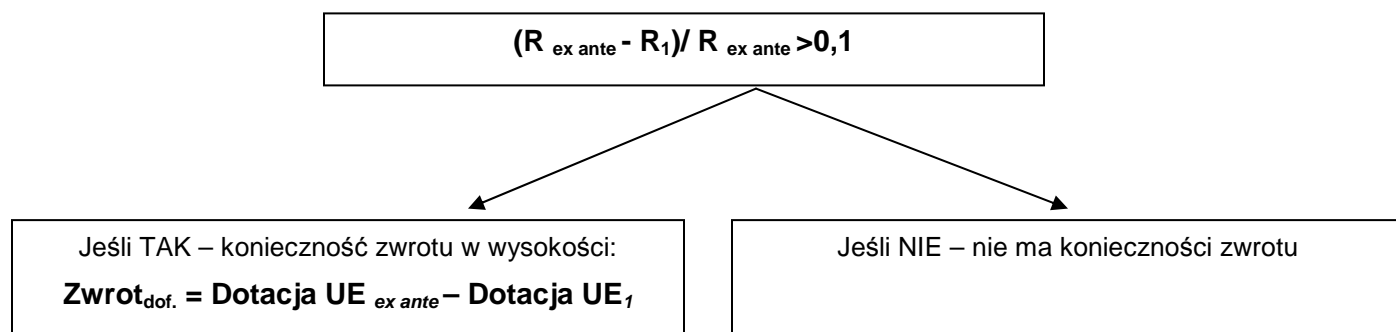 (R ex ante - R1)/ R ex ante >0,1
Jeśli TAK – konieczność zwrotu w wysokości:
Zwrotdof. = Dotacja UE ex ante – Dotacja UE1
Jeśli NIE – nie ma konieczności zwrotu